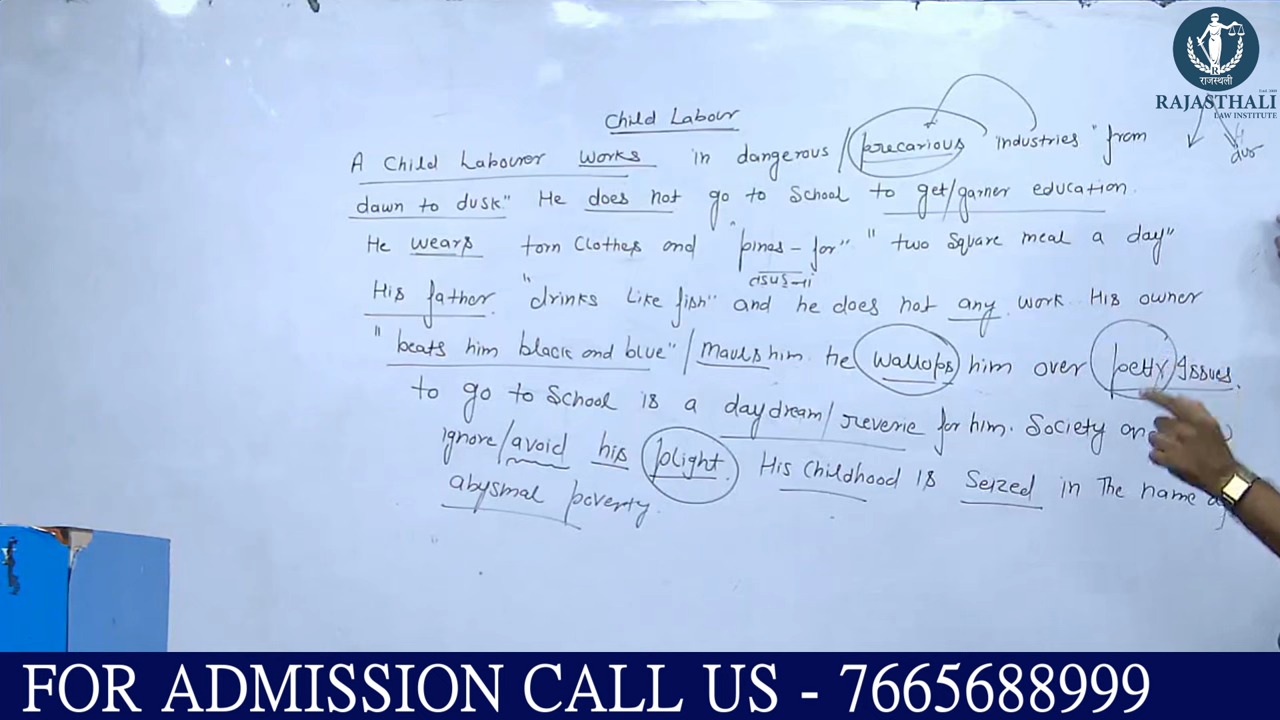 राजस्थली
RAJASTHALI
LAW INSTITUTE
Child Labour
A Child Labourer works in dangerous / precarious industries" from
dawn to dusk" He does not go to School to get/garner education.
He wears torn Clothes and "pines - for" "two Square meal a day"
His father. "drinks like fish" and he does not any work. His owner
"beats him black and blue" / Mauls him. he wallops him over petty Issues.
to go to School is a daydream / reverie for him. Society
ignore/avoid his plight. His Childhood is Seized in The name of
abysmal poverty.
FOR ADMISSION CALL US - 7665688999